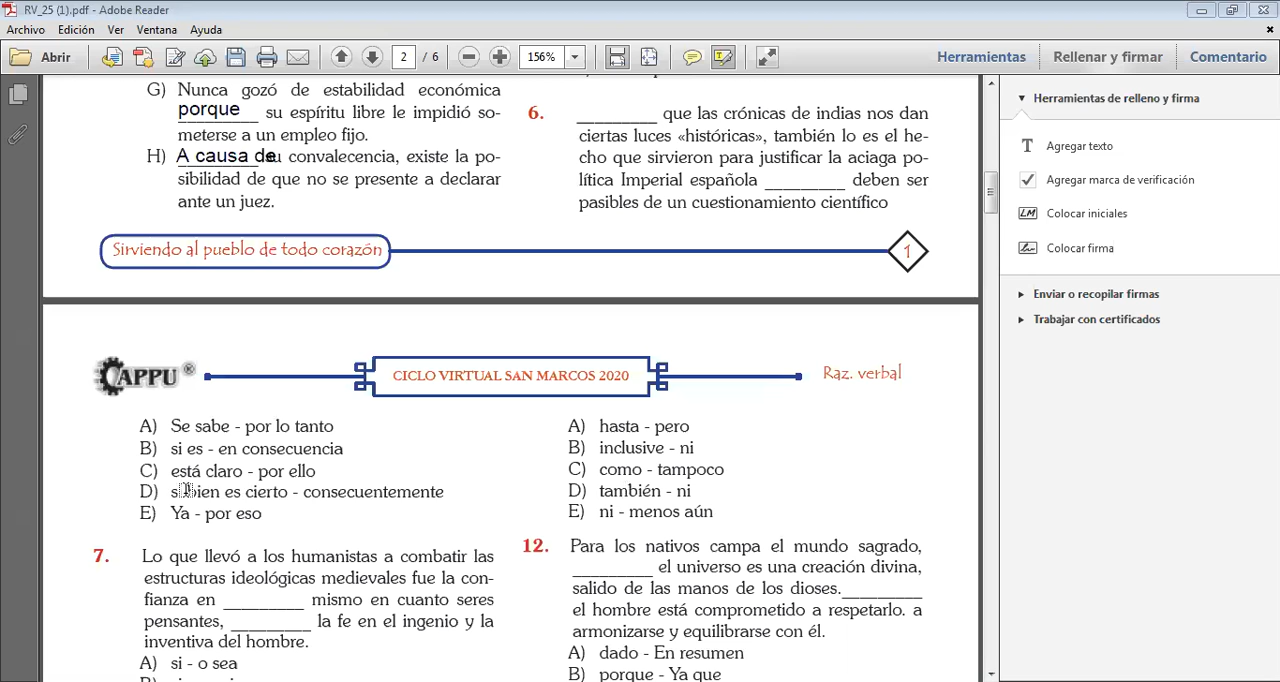 RV_25 (1).pdf - Adobe Reader
Archivo Edición Ver Ventana Ayuda
Abrir 2 / 6 156% Herramientas Rellenar y firmar Comentario
G) Nunca gozó de estabilidad económica
porque su espíritu libre le impidió so-
meterse a un empleo fijo.
H) A causa de su convalecencia, existe la po-
sibilidad de que no se presente a declarar
ante un juez.
6. _________ que las crónicas de indias nos dan
ciertas luces «históricas», también lo es el he-
cho que sirvieron para justificar la aciaga po-
lítica Imperial española _________ deben ser
pasibles de un cuestionamiento científico
Sirviendo al pueblo de todo corazón 1
APPU ® CICLO VIRTUAL SAN MARCOS 2020 Raz. verbal
A) Se sabe - por lo tanto
B) si es - en consecuencia
C) está claro - por ello
D) si bien es cierto - consecuentemente
E) Ya - por eso
7. Lo que llevó a los humanistas a combatir las
estructuras ideológicas medievales fue la con-
fianza en _________ mismo en cuanto seres
pensantes, _________ la fe en el ingenio y la
inventiva del hombre.
A) si - o sea
A) hasta - pero
B) inclusive - ni
C) como - tampoco
D) también - ni
E) ni - menos aún
12. Para los nativos campa el mundo sagrado,
_________ el universo es una creación divina,
salido de las manos de los dioses._________
el hombre está comprometido a respetarlo. a
armonizarse y equilibrarse con él.
A) dado - En resumen
B) porque - Ya que
Herramientas de relleno y firma
T Agregar texto
Agregar marca de verificación
LM Colocar iniciales
Colocar firma
Enviar o recopilar firmas
Trabajar con certificados